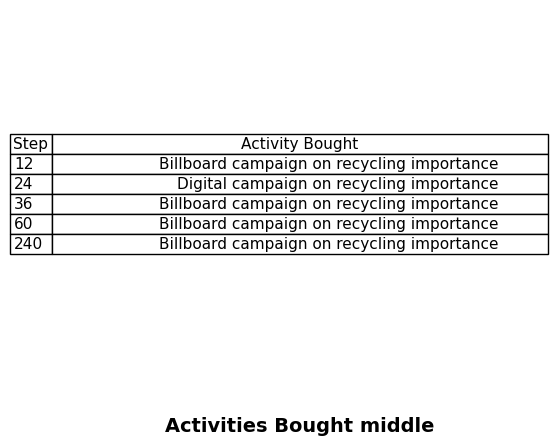 Step Activity Bought
12 Billboard campaign on recycling importance
24 Digital campaign on recycling importance
36 Billboard campaign on recycling importance
60 Billboard campaign on recycling importance
240 Billboard campaign on recycling importance
Activities Bought middle